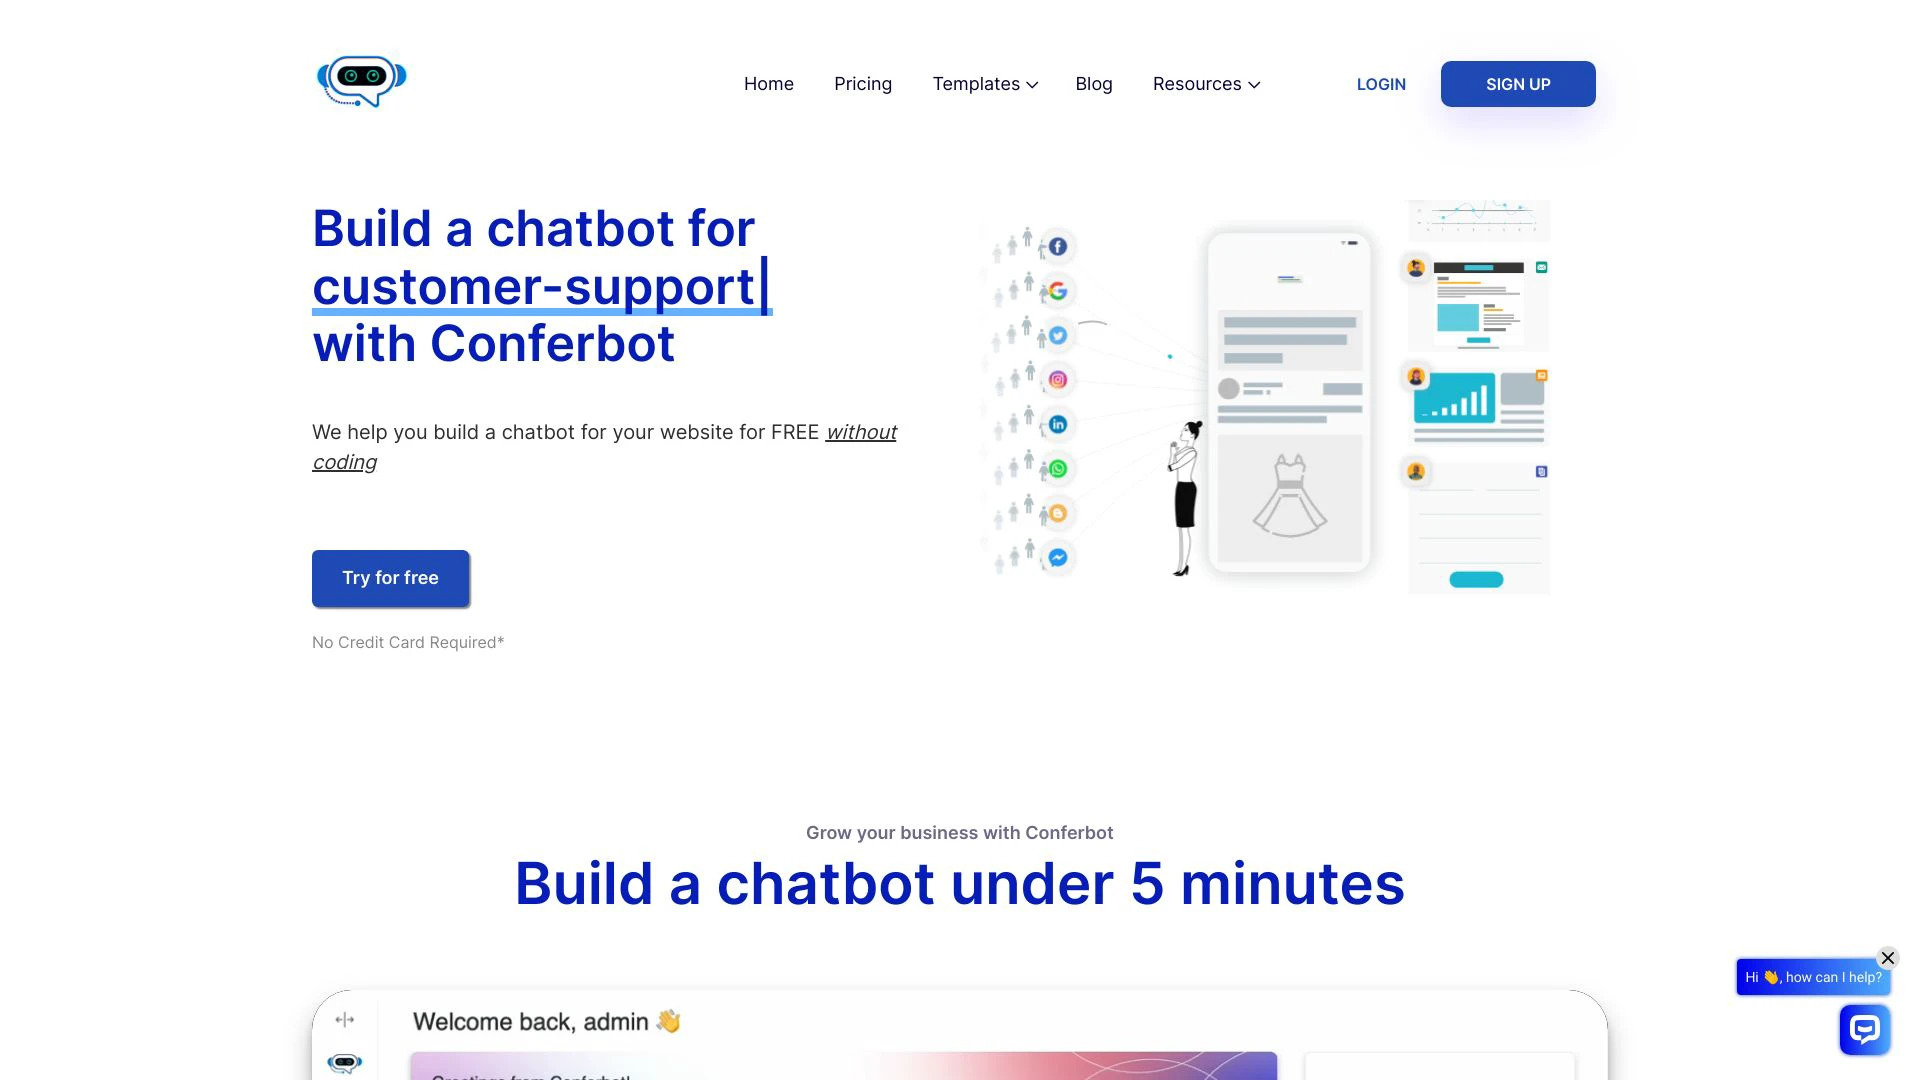 Home Pricing Templates Blog Resources LOGIN SIGN UP
Build a chatbot for
customer-support|
with Conferbot
We help you build a chatbot for your website for FREE without
coding
Try for free
No Credit Card Required*
Grow your business with Conferbot
Build a chatbot under 5 minutes
Hi 👋, how can I help?
Welcome back, admin 👋